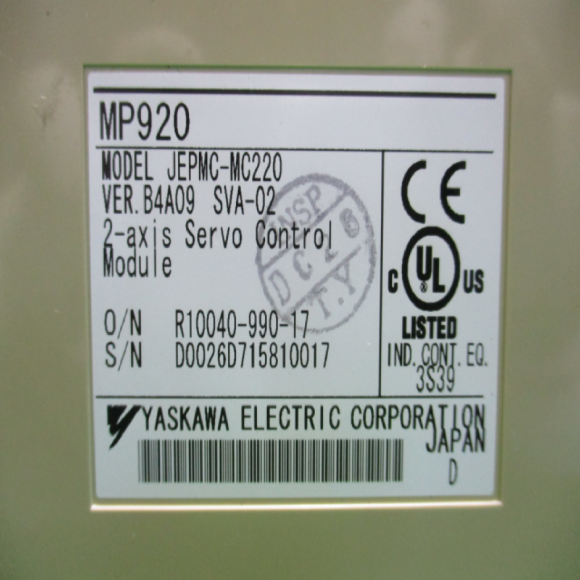 MP920
MODEL JEPMC-MC220
VER.B4A09 SVA-02
2-axis Servo Control
Module
O/N R10040-990-17
S/N D0026D715810017
CE
C UL US
LISTED
IND. CONT. EQ.
3S39
INSP
T.Y
YASKAWA ELECTRIC CORPORATION
JAPAN
D